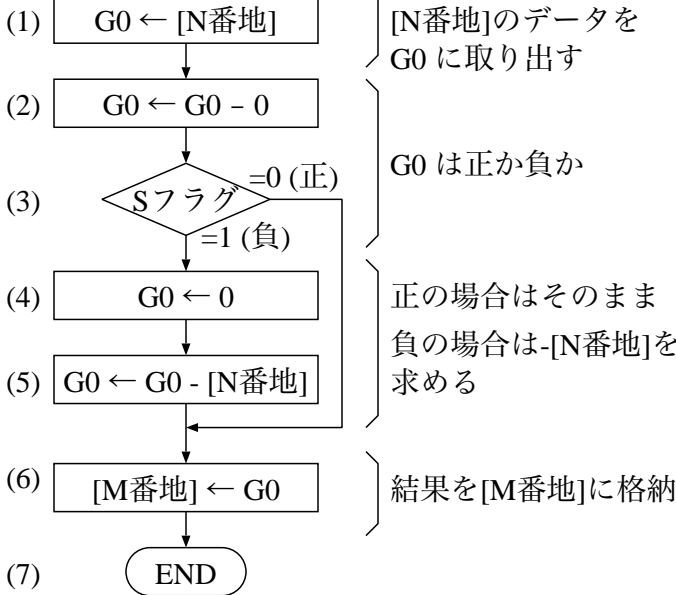 (1) G0 ← [N番地] [N番地]のデータを
G0 に取り出す
(2) G0 ← G0 − 0
G0 は正か負か
(3) Sフラグ =0 (正)
=1 (負)
(4) G0 ← 0 正の場合はそのまま
負の場合は-[N番地]を
(5) G0 ← G0 - [N番地] 求める
(6) [M番地] ← G0 結果を[M番地]に格納
(7) END